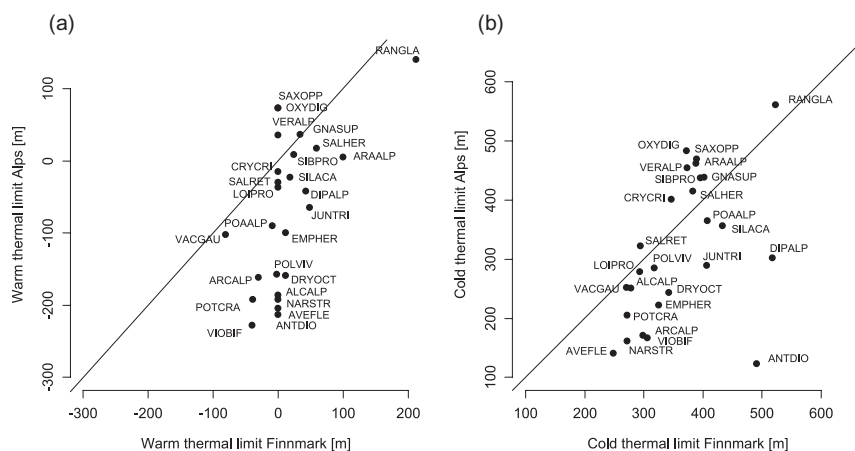 (a)
Warm thermal limit Alps [m]
100
0
-100
-200
-300
RANGLA
SAXOPP
OXYDIG
VERALP
GNASUP
SALHER
SIBPRO
ARAALP
CRYCRI
SALRET
SILACA
LOIPRO
DIPALP
JUNTRI
POAALP
VACGAU
EMPHER
POLVIV
ARCALP
DRYOCT
ALCALP
POTCRA
NARSTR
AVEFLE
VIOBIF
ANTDIO
-300 -200 -100 0 100 200
Warm thermal limit Finnmark [m]
(b)
Cold thermal limit Alps [m]
600
500
400
300
200
100
RANGLA
OXYDIG
SAXOPP
VERALP
ARAALP
SIBPRO
GNASUP
CRYCRI
SALHER
POAALP
SILACA
SALRET
DIPALP
LOIPRO
POLVIV
JUNTRI
VACGAU
ALCALP
DRYOCT
EMPHER
POTCRA
ARCALP
VIOBIF
AVEFLE
NARSTR
ANTDIO
100 200 300 400 500 600
Cold thermal limit Finnmark [m]